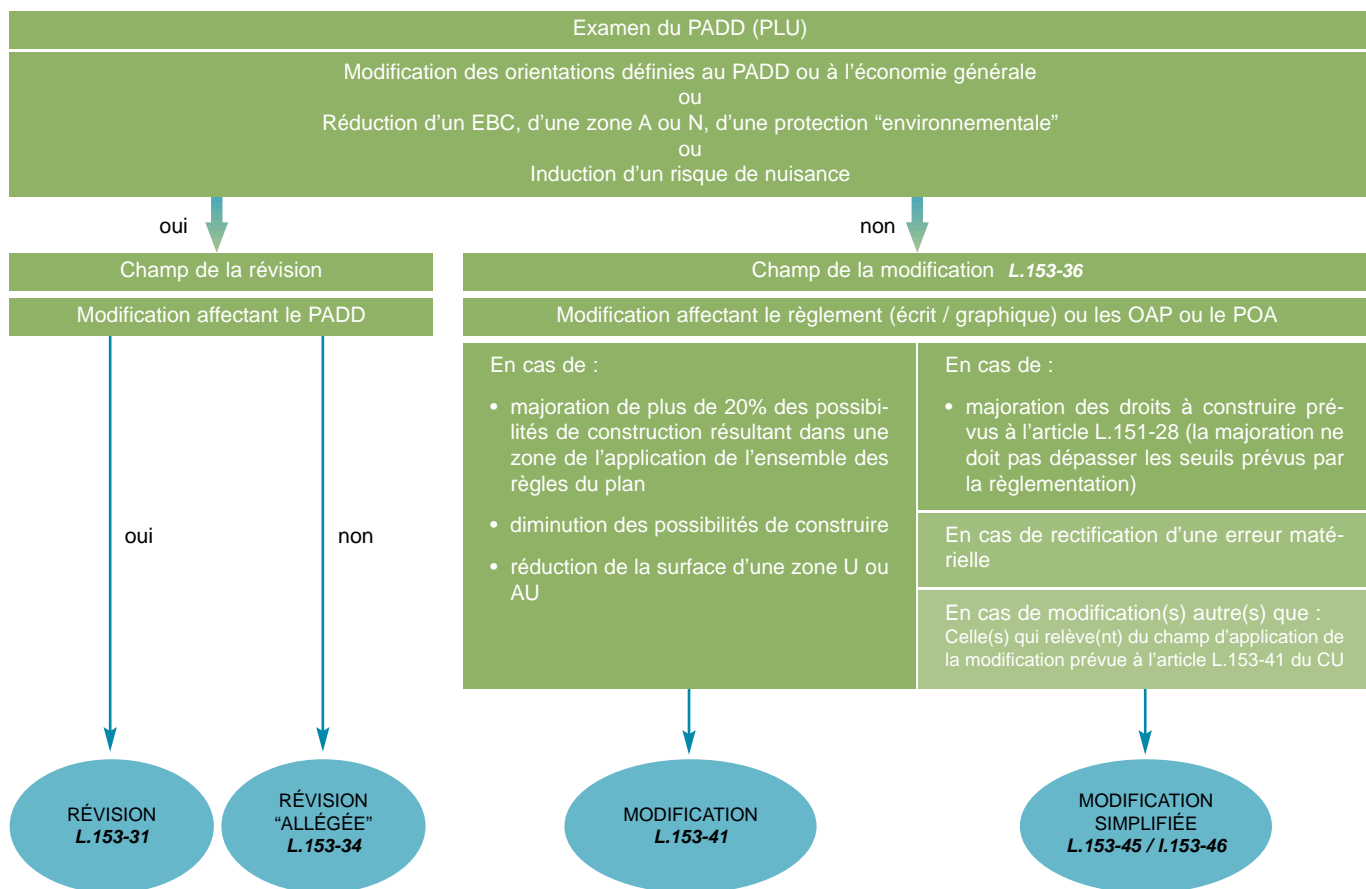 Examen du PADD (PLU)
Modification des orientations définies au PADD ou à l’économie générale
ou
Réduction d’un EBC, d’une zone A ou N, d’une protection “environnementale”
ou
Induction d’un risque de nuisance
oui
non
Champ de la révision
Champ de la modification L.153-36
Modification affectant le PADD
Modification affectant le règlement (écrit / graphique) ou les OAP ou le POA
oui
non
En cas de :
• majoration de plus de 20% des possibi-
lités de construction résultant dans une
zone de l’application de l’ensemble des
règles du plan
• diminution des possibilités de construire
• réduction de la surface d’une zone U ou
AU
En cas de :
• majoration des droits à construire pré-
vus à l’article L.151-28 (la majoration ne
doit pas dépasser les seuils prévus par
la règlementation)
En cas de rectification d’une erreur maté-
rielle
En cas de modification(s) autre(s) que :
Celle(s) qui relève(nt) du champ d’application de
la modification prévue à l’article L.153-41 du CU
RÉVISION
L.153-31
RÉVISION
“ALLÉGÉE”
L.153-34
MODIFICATION
L.153-41
MODIFICATION
SIMPLIFIÉE
L.153-45 / l.153-46